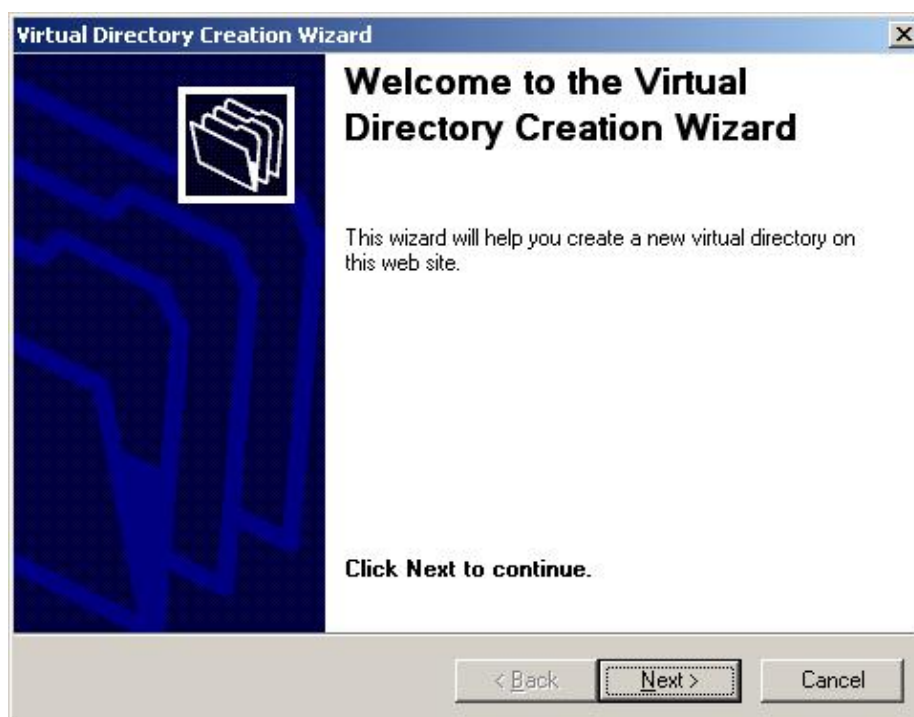 Virtual Directory Creation Wizard
Welcome to the Virtual
Directory Creation Wizard
This wizard will help you create a new virtual directory on
this web site.
Click Next to continue.
< Back
Next >
Cancel